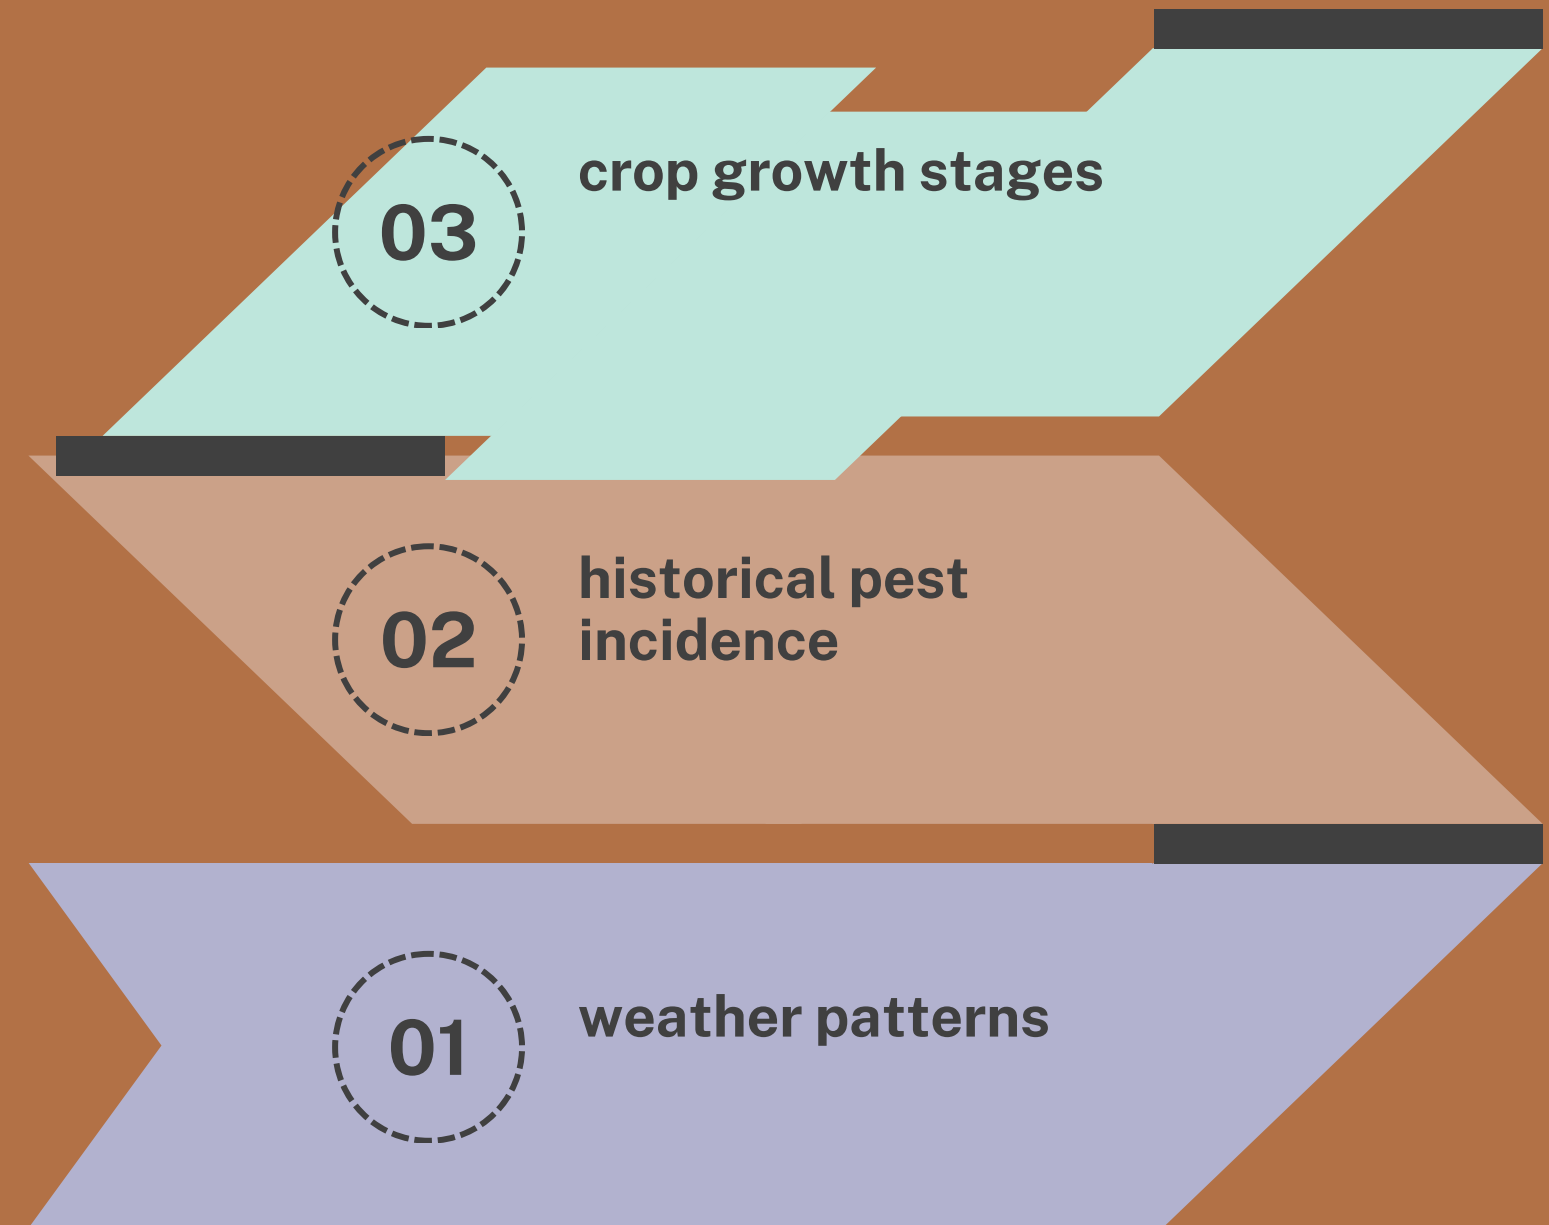 03
crop growth stages
02
historical pest
incidence
01
weather patterns